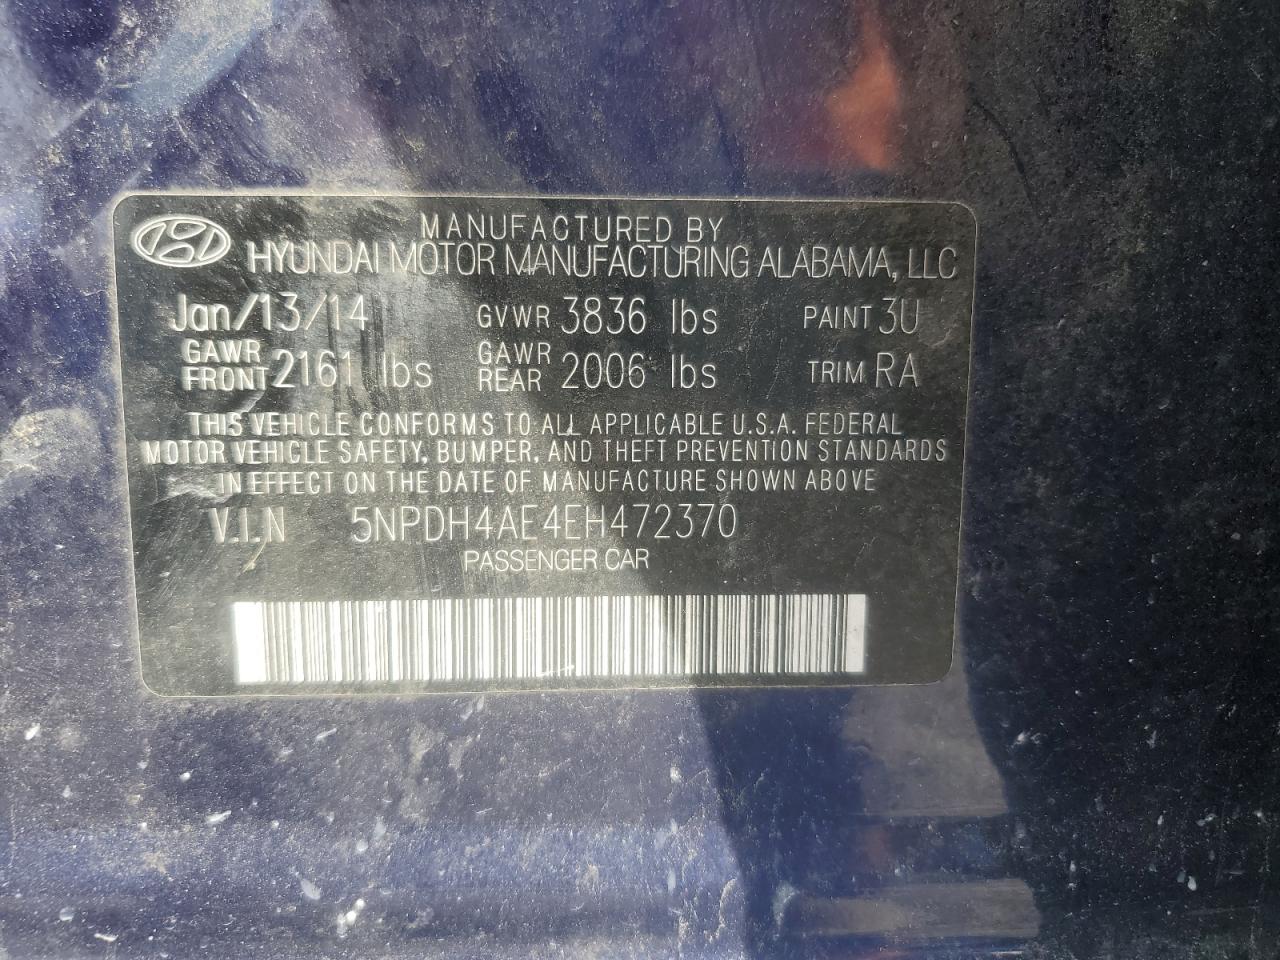 MANUFACTURED BY
HYUNDAI MOTOR MANUFACTURING ALABAMA, LLC
Jan/13/14 GVWR 3836 lbs PAINT 3U
GAWR FRONT 2161 lbs GAWR REAR 2006 lbs TRIM RA
THIS VEHICLE CONFORMS TO ALL APPLICABLE U.S.A. FEDERAL
MOTOR VEHICLE SAFETY, BUMPER, AND THEFT PREVENTION STANDARDS
IN EFFECT ON THE DATE OF MANUFACTURE SHOWN ABOVE
V.I.N 5NPDH4AE4EH472370
PASSENGER CAR